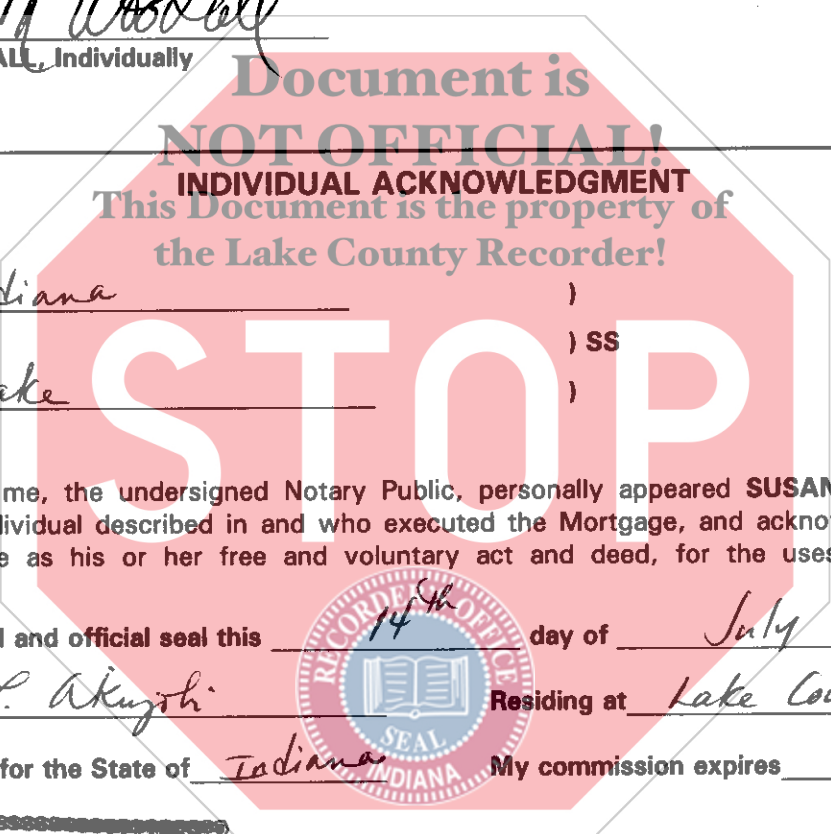 ALL, Individually
Document is
NOT OFFICIAL!
INDIVIDUAL ACKNOWLEDGMENT
This Document is the property of
the Lake County Recorder!
diana )
) SS
ake )
STOP
me, the undersigned Notary Public, personally appeared SUSAN
dividual described in and who executed the Mortgage, and acknow
e as his or her free and voluntary act and deed, for the uses
l and official seal this 14th day of July
Residing at Lake Cou
for the State of Indiana My commission expires
RECORDER'S OFFICE
SEAL
INDIANA